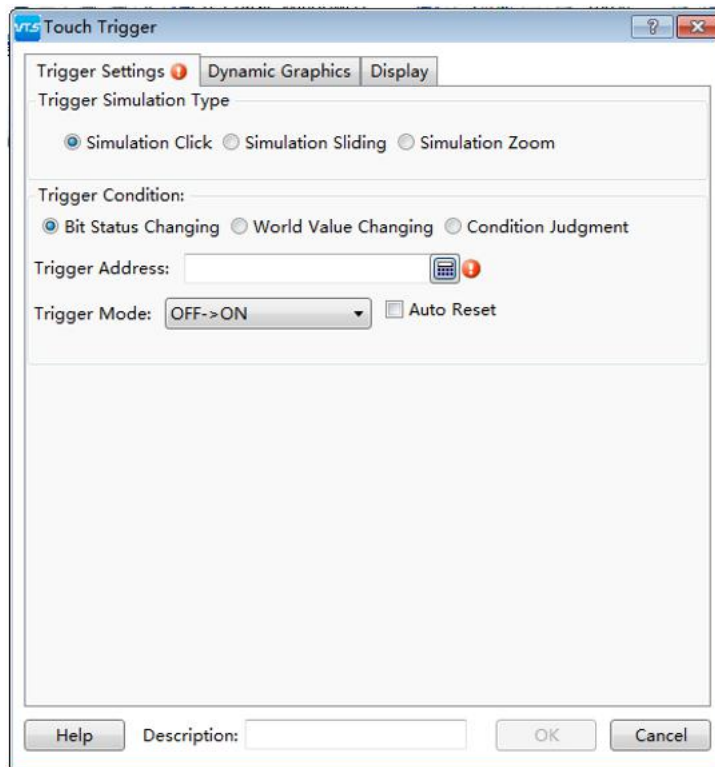 VTS Touch Trigger
Trigger Settings Dynamic Graphics Display
Trigger Simulation Type
Simulation Click Simulation Sliding Simulation Zoom
Trigger Condition:
Bit Status Changing World Value Changing Condition Judgment
Trigger Address:
Trigger Mode: OFF->ON Auto Reset
Help Description: OK Cancel